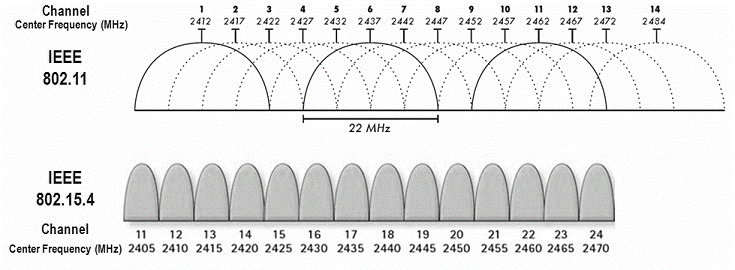 Channel 1 2 3 4 5 6 7 8 9 10 11 12 13 14
Center Frequency (MHz) 2412 2417 2422 2427 2432 2437 2442 2447 2452 2457 2462 2467 2472 2484
IEEE
802.11
22 MHz
IEEE
802.15.4
Channel 11 12 13 14 15 16 17 18 19 20 21 22 23 24
Center Frequency (MHz) 2405 2410 2415 2420 2425 2430 2435 2440 2445 2450 2455 2460 2465 2470